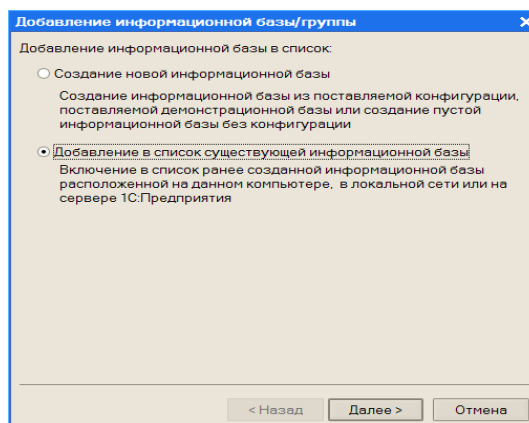 Добавление информационной базы/группы
Добавление информационной базы в список:
Создание новой информационной базы
Создание информационной базы из поставляемой конфигурации,
поставляемой демонстрационной базы или создание пустой
информационной базы без конфигурации
Добавление в список существующей информационной базы
Включение в список ранее созданной информационной базы
расположенной на данном компьютере, в локальной сети или на
сервере 1С:Предприятия
< Назад Далее > Отмена